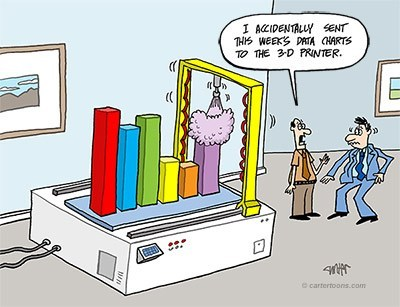 I ACCIDENTALLY SENT
THIS WEEK'S DATA CHARTS
TO THE 3-D PRINTER.
© cartertoons.com